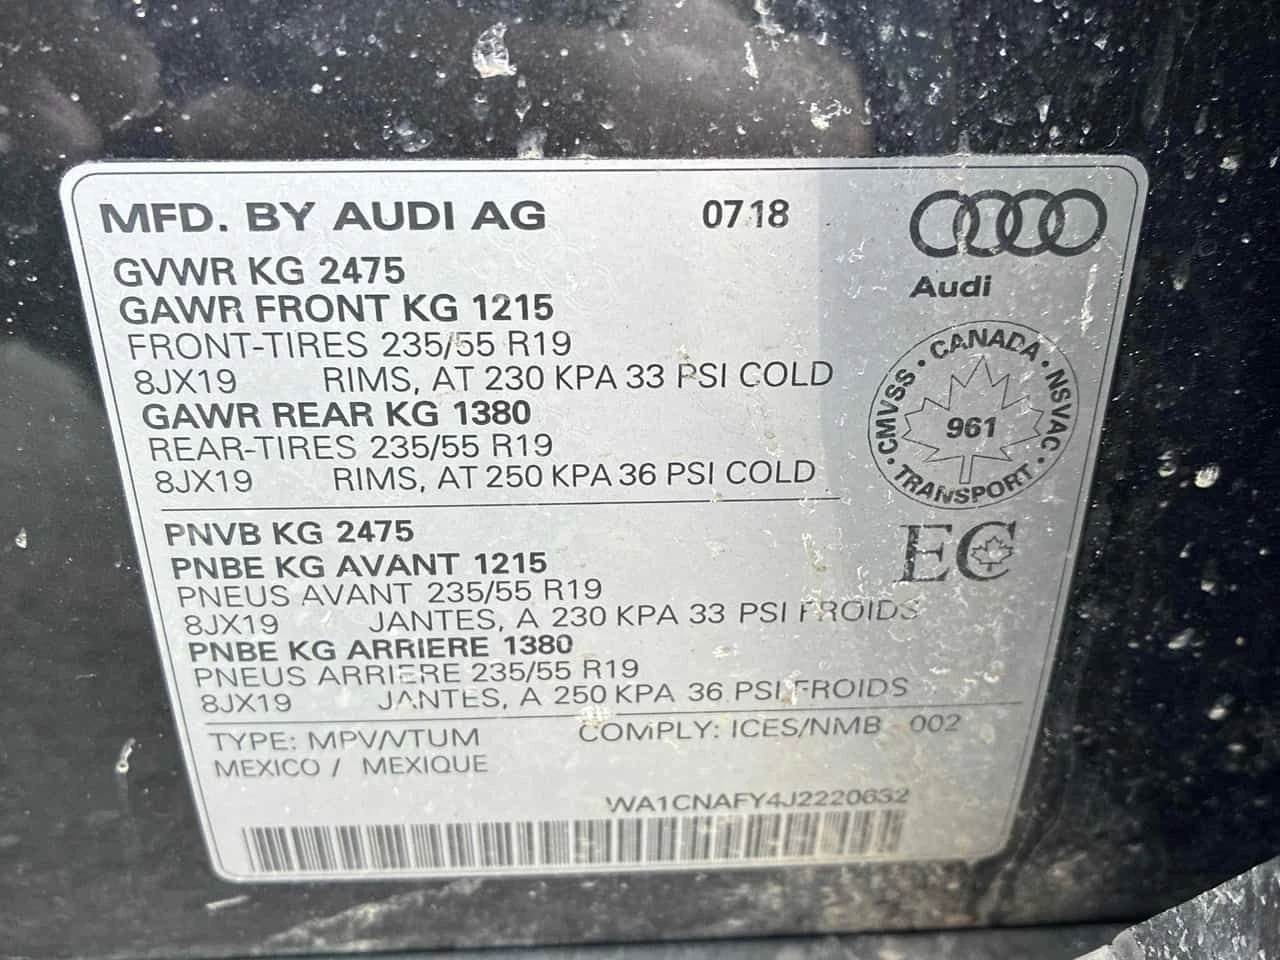 MFD. BY AUDI AG 07.18
Audi
GVWR KG 2475
GAWR FRONT KG 1215
FRONT-TIRES 235/55 R19
8JX19 RIMS, AT 230 KPA 33 PSI COLD
GAWR REAR KG 1380
REAR-TIRES 235/55 R19
8JX19 RIMS, AT 250 KPA 36 PSI COLD
CANADA · NSVAC · TRANSPORT · CMVSS ·
961
EC
PNVB KG 2475
PNBE KG AVANT 1215
PNEUS AVANT 235/55 R19
8JX19 JANTES, A 230 KPA 33 PSI FROIDS
PNBE KG ARRIERE 1380
PNEUS ARRIERE 235/55 R19
8JX19 JANTES, A 250 KPA 36 PSI FROIDS
TYPE: MPV/VTUM COMPLY: ICES/NMB 002
MEXICO / MEXIQUE
WA1CNAFY4J2220632